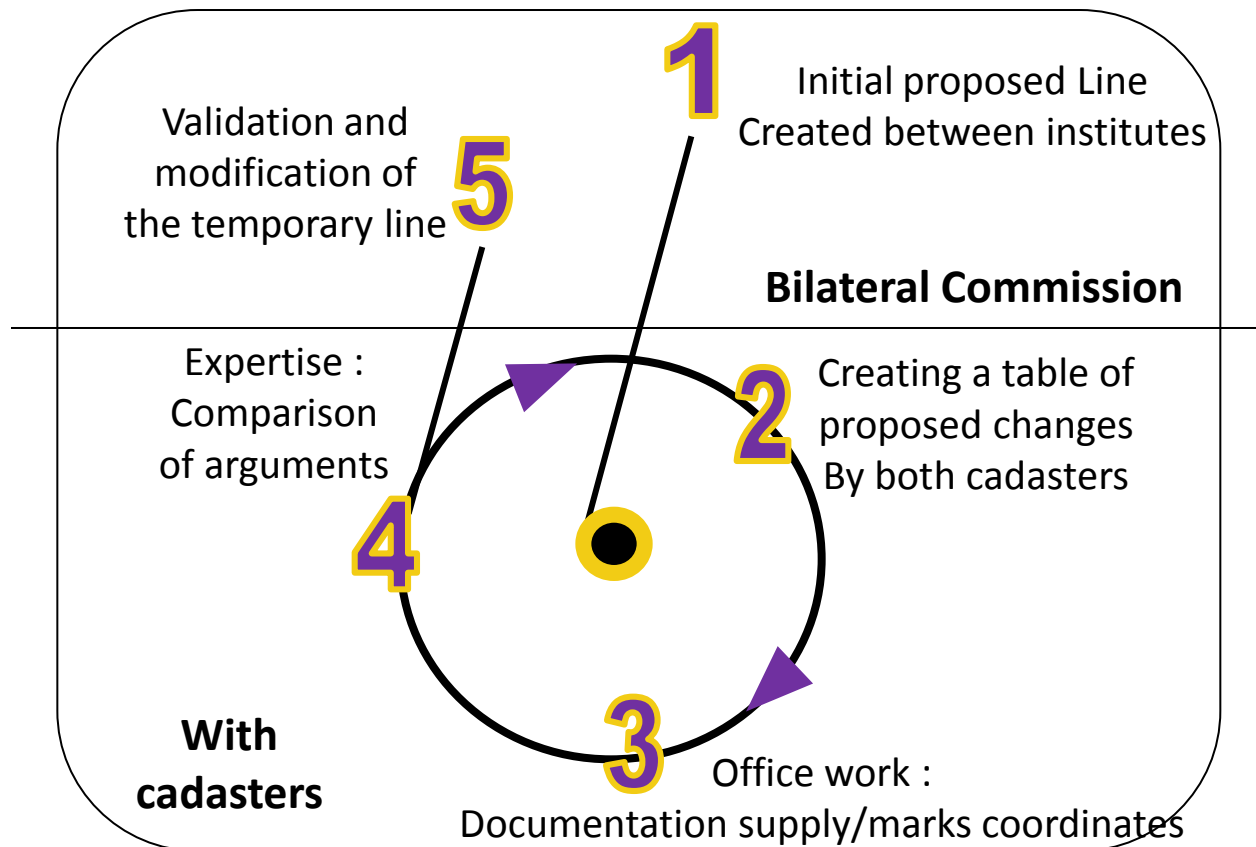 1
Initial proposed Line
Created between institutes
Validation and
modification of
the temporary line
5
Bilateral Commission
Expertise :
Comparison
of arguments
2
Creating a table of
proposed changes
By both cadasters
4
With
cadasters
3
Office work :
Documentation supply/marks coordinates